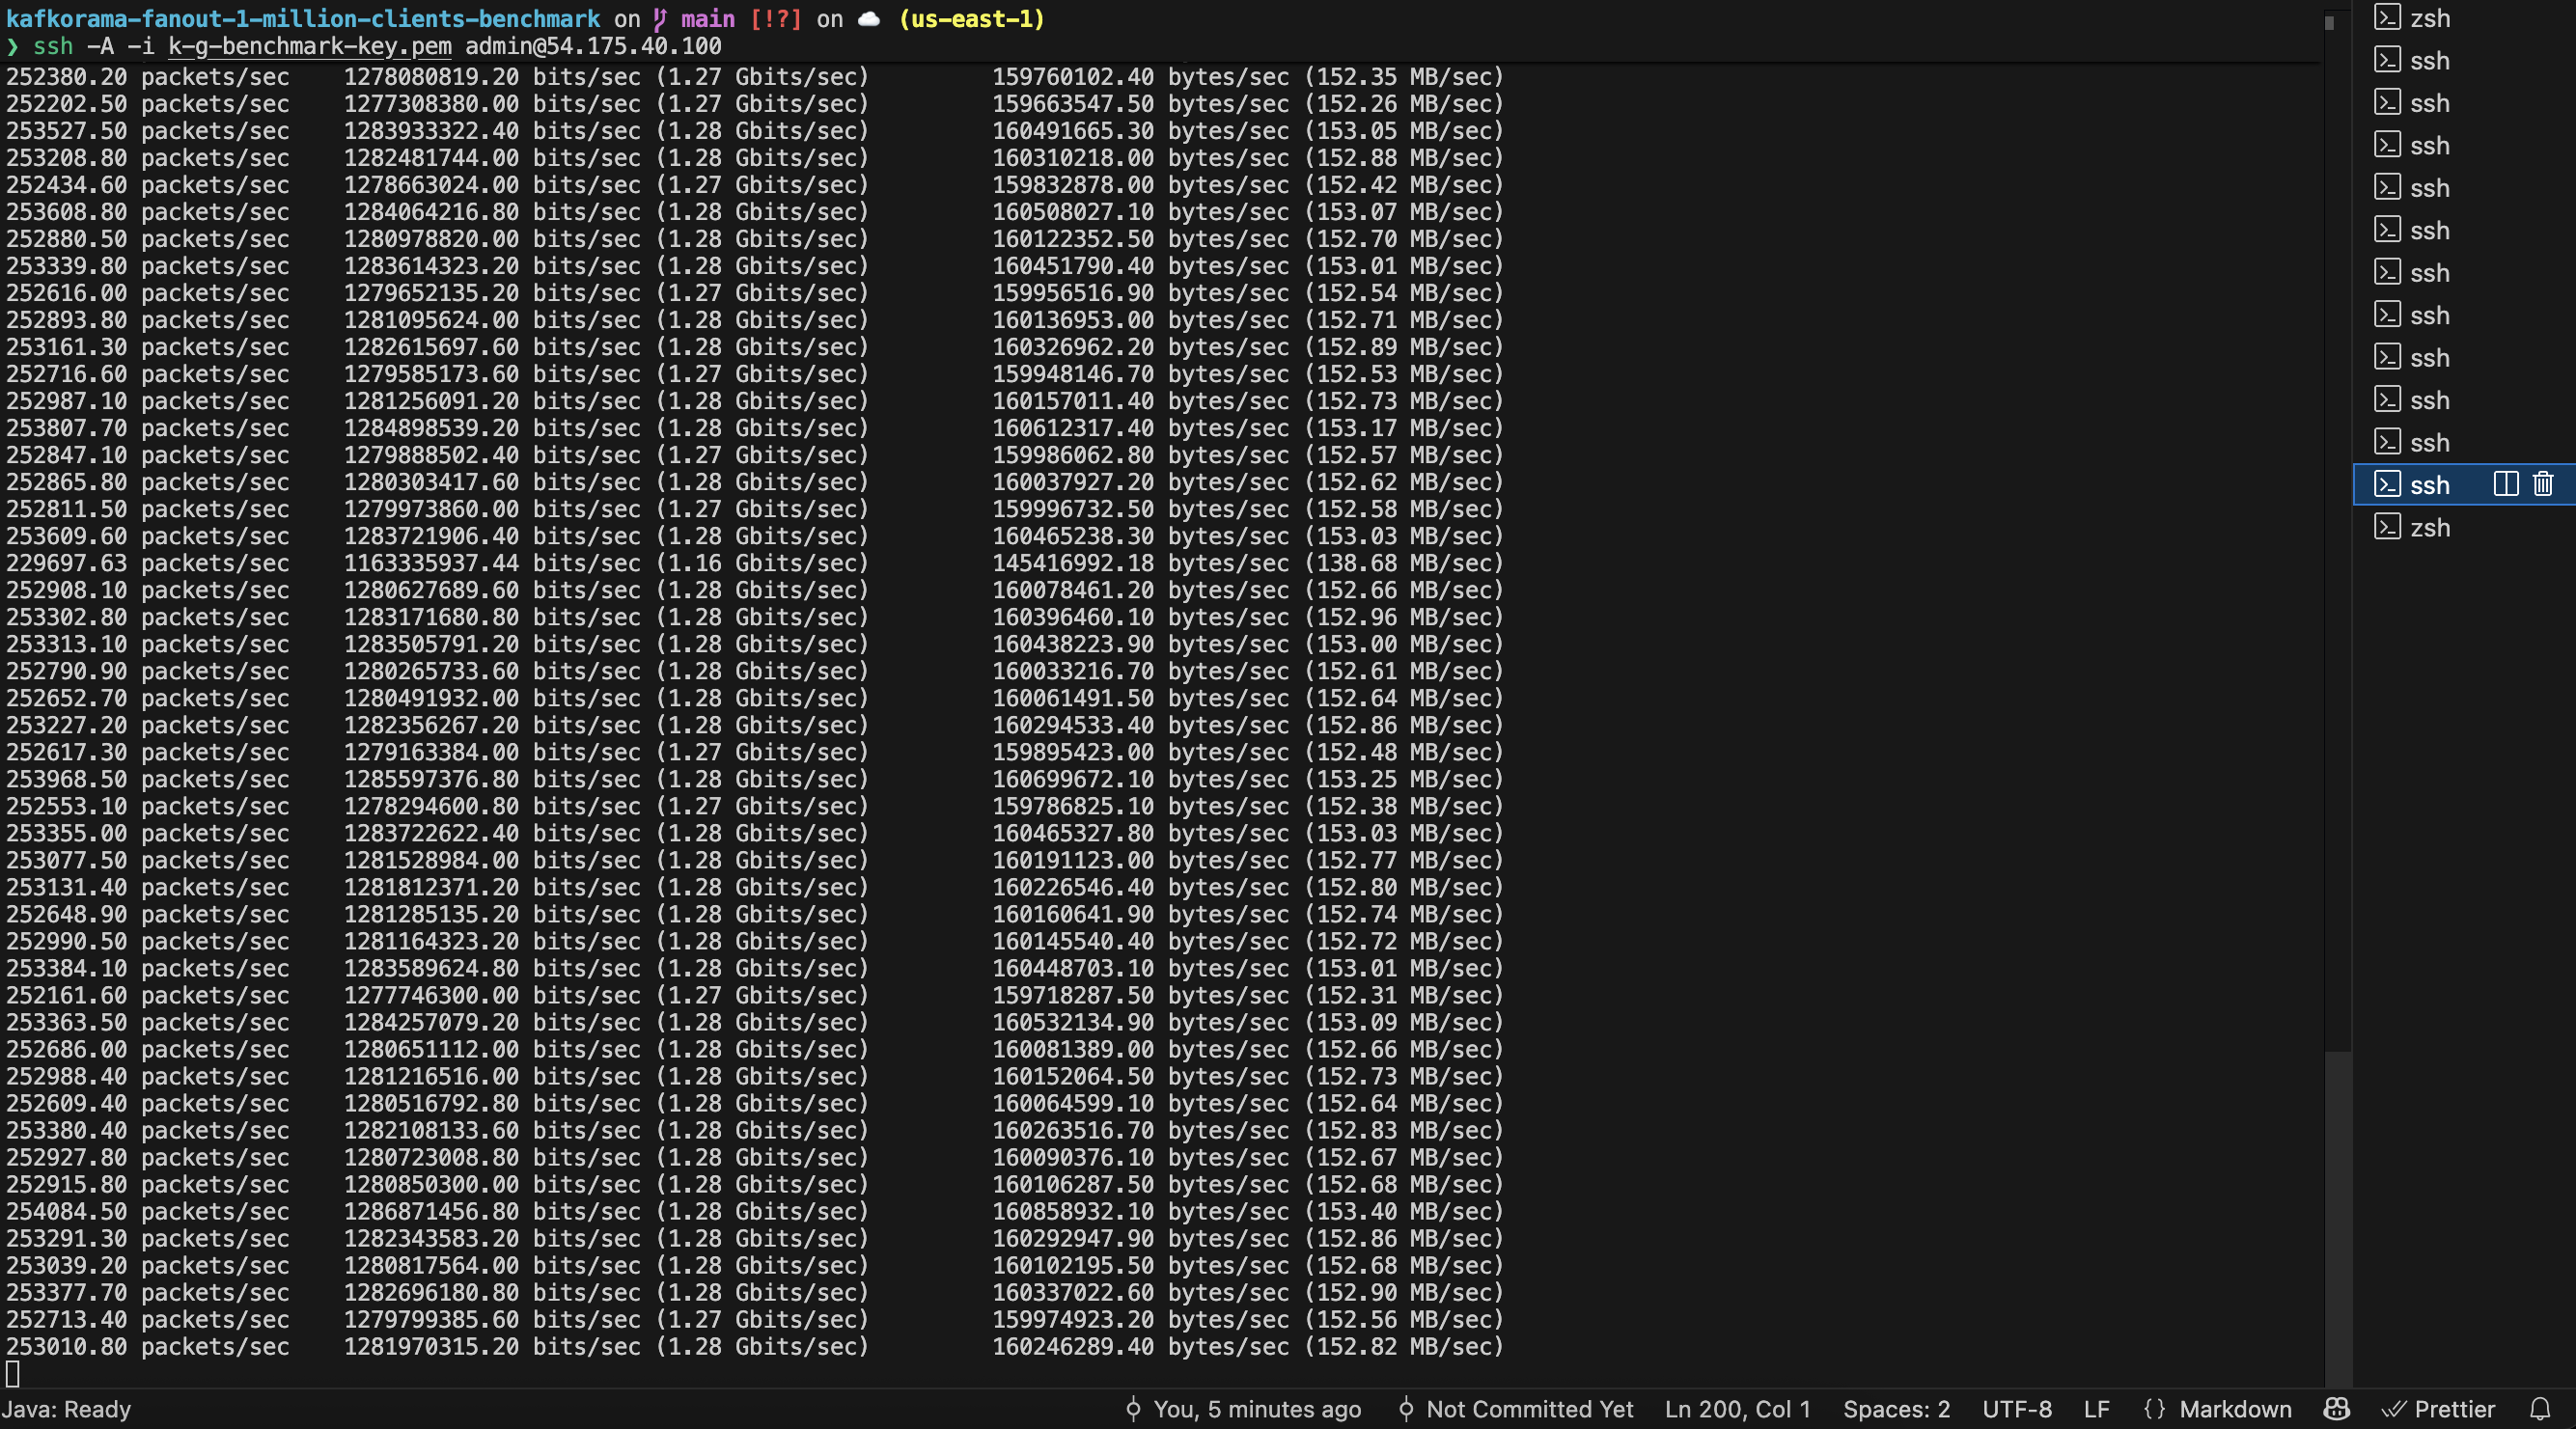 kafkorama-fanout-1-million-clients-benchmark on main [!?] on ☁️ (us-east-1)
❯ ssh -A -i k-g-benchmark-key.pem admin@54.175.40.100
252380.20 packets/sec 1278080819.20 bits/sec (1.27 Gbits/sec) 159760102.40 bytes/sec (152.35 MB/sec)
252202.50 packets/sec 1277308380.00 bits/sec (1.27 Gbits/sec) 159663547.50 bytes/sec (152.26 MB/sec)
253527.50 packets/sec 1283933322.40 bits/sec (1.28 Gbits/sec) 160491665.30 bytes/sec (153.05 MB/sec)
253208.80 packets/sec 1282481744.00 bits/sec (1.28 Gbits/sec) 160310218.00 bytes/sec (152.88 MB/sec)
252434.60 packets/sec 1278663024.00 bits/sec (1.27 Gbits/sec) 159832878.00 bytes/sec (152.42 MB/sec)
253608.80 packets/sec 1284064216.80 bits/sec (1.28 Gbits/sec) 160508027.10 bytes/sec (153.07 MB/sec)
252880.50 packets/sec 1280978820.00 bits/sec (1.28 Gbits/sec) 160122352.50 bytes/sec (152.70 MB/sec)
253339.80 packets/sec 1283614323.20 bits/sec (1.28 Gbits/sec) 160451790.40 bytes/sec (153.01 MB/sec)
252616.00 packets/sec 1279652135.20 bits/sec (1.27 Gbits/sec) 159956516.90 bytes/sec (152.54 MB/sec)
252893.80 packets/sec 1281095624.00 bits/sec (1.28 Gbits/sec) 160136953.00 bytes/sec (152.71 MB/sec)
253161.30 packets/sec 1282615697.60 bits/sec (1.28 Gbits/sec) 160326962.20 bytes/sec (152.89 MB/sec)
252716.60 packets/sec 1279585173.60 bits/sec (1.27 Gbits/sec) 159948146.70 bytes/sec (152.53 MB/sec)
252987.10 packets/sec 1281256091.20 bits/sec (1.28 Gbits/sec) 160157011.40 bytes/sec (152.73 MB/sec)
253807.70 packets/sec 1284898539.20 bits/sec (1.28 Gbits/sec) 160612317.40 bytes/sec (153.17 MB/sec)
252847.10 packets/sec 1279888502.40 bits/sec (1.27 Gbits/sec) 159986062.80 bytes/sec (152.57 MB/sec)
252865.80 packets/sec 1280303417.60 bits/sec (1.28 Gbits/sec) 160037927.20 bytes/sec (152.62 MB/sec)
252811.50 packets/sec 1279973860.00 bits/sec (1.27 Gbits/sec) 159996732.50 bytes/sec (152.58 MB/sec)
253609.60 packets/sec 1283721906.40 bits/sec (1.28 Gbits/sec) 160465238.30 bytes/sec (153.03 MB/sec)
229697.63 packets/sec 1163335937.44 bits/sec (1.16 Gbits/sec) 145416992.18 bytes/sec (138.68 MB/sec)
252908.10 packets/sec 1280627689.60 bits/sec (1.28 Gbits/sec) 160078461.20 bytes/sec (152.66 MB/sec)
253302.80 packets/sec 1283171680.80 bits/sec (1.28 Gbits/sec) 160396460.10 bytes/sec (152.96 MB/sec)
253313.10 packets/sec 1283505791.20 bits/sec (1.28 Gbits/sec) 160438223.90 bytes/sec (153.00 MB/sec)
252790.90 packets/sec 1280265733.60 bits/sec (1.28 Gbits/sec) 160033216.70 bytes/sec (152.61 MB/sec)
252652.70 packets/sec 1280491932.00 bits/sec (1.28 Gbits/sec) 160061491.50 bytes/sec (152.64 MB/sec)
253227.20 packets/sec 1282356267.20 bits/sec (1.28 Gbits/sec) 160294533.40 bytes/sec (152.86 MB/sec)
252617.30 packets/sec 1279163384.00 bits/sec (1.27 Gbits/sec) 159895423.00 bytes/sec (152.48 MB/sec)
253968.50 packets/sec 1285597376.80 bits/sec (1.28 Gbits/sec) 160699672.10 bytes/sec (153.25 MB/sec)
252553.10 packets/sec 1278294600.80 bits/sec (1.27 Gbits/sec) 159786825.10 bytes/sec (152.38 MB/sec)
253355.00 packets/sec 1283722622.40 bits/sec (1.28 Gbits/sec) 160465327.80 bytes/sec (153.03 MB/sec)
253077.50 packets/sec 1281528984.00 bits/sec (1.28 Gbits/sec) 160191123.00 bytes/sec (152.77 MB/sec)
253131.40 packets/sec 1281812371.20 bits/sec (1.28 Gbits/sec) 160226546.40 bytes/sec (152.80 MB/sec)
252648.90 packets/sec 1281285135.20 bits/sec (1.28 Gbits/sec) 160160641.90 bytes/sec (152.74 MB/sec)
252990.50 packets/sec 1281164323.20 bits/sec (1.28 Gbits/sec) 160145540.40 bytes/sec (152.72 MB/sec)
253384.10 packets/sec 1283589624.80 bits/sec (1.28 Gbits/sec) 160448703.10 bytes/sec (153.01 MB/sec)
252161.60 packets/sec 1277746300.00 bits/sec (1.27 Gbits/sec) 159718287.50 bytes/sec (152.31 MB/sec)
253363.50 packets/sec 1284257079.20 bits/sec (1.28 Gbits/sec) 160532134.90 bytes/sec (153.09 MB/sec)
252686.00 packets/sec 1280651112.00 bits/sec (1.28 Gbits/sec) 160081389.00 bytes/sec (152.66 MB/sec)
252988.40 packets/sec 1281216516.00 bits/sec (1.28 Gbits/sec) 160152064.50 bytes/sec (152.73 MB/sec)
252609.40 packets/sec 1280516792.80 bits/sec (1.28 Gbits/sec) 160064599.10 bytes/sec (152.64 MB/sec)
253380.40 packets/sec 1282108133.60 bits/sec (1.28 Gbits/sec) 160263516.70 bytes/sec (152.83 MB/sec)
252927.80 packets/sec 1280723008.80 bits/sec (1.28 Gbits/sec) 160090376.10 bytes/sec (152.67 MB/sec)
252915.80 packets/sec 1280850300.00 bits/sec (1.28 Gbits/sec) 160106287.50 bytes/sec (152.68 MB/sec)
254084.50 packets/sec 1286871456.80 bits/sec (1.28 Gbits/sec) 160858932.10 bytes/sec (153.40 MB/sec)
253291.30 packets/sec 1282343583.20 bits/sec (1.28 Gbits/sec) 160292947.90 bytes/sec (152.86 MB/sec)
253039.20 packets/sec 1280817564.00 bits/sec (1.28 Gbits/sec) 160102195.50 bytes/sec (152.68 MB/sec)
253377.70 packets/sec 1282696180.80 bits/sec (1.28 Gbits/sec) 160337022.60 bytes/sec (152.90 MB/sec)
252713.40 packets/sec 1279799385.60 bits/sec (1.27 Gbits/sec) 159974923.20 bytes/sec (152.56 MB/sec)
253010.80 packets/sec 1281970315.20 bits/sec (1.28 Gbits/sec) 160246289.40 bytes/sec (152.82 MB/sec)
zsh
ssh
ssh
ssh
ssh
ssh
ssh
ssh
ssh
ssh
ssh
ssh
zsh
Java: Ready You, 5 minutes ago Not Committed Yet Ln 200, Col 1 Spaces: 2 UTF-8 LF {} Markdown Prettier